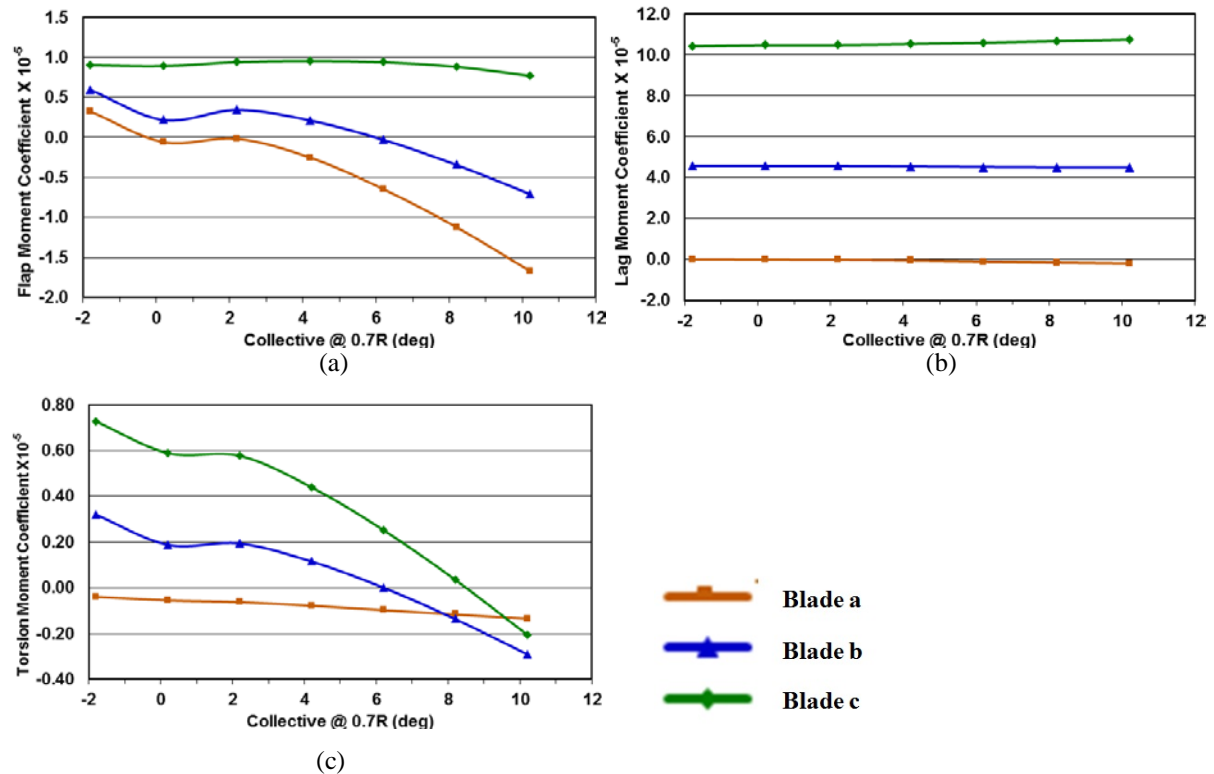 1.5
1.0
0.5
0.0
-0.5
-1.0
-1.5
-2.0
Flap Moment Coefficient X 10-5
-2 0 2 4 6 8 10 12
Collective @ 0.7R (deg)
(a)
12.0
10.0
8.0
6.0
4.0
2.0
0.0
-2.0
Lag Moment Coefficient X 10-5
-2 0 2 4 6 8 10 12
Collective @ 0.7R (deg)
(b)
0.80
0.60
0.40
0.20
0.00
-0.20
-0.40
Torsion Moment Coefficient X10-5
-2 0 2 4 6 8 10 12
Collective @ 0.7R (deg)
(c)
Blade a
Blade b
Blade c